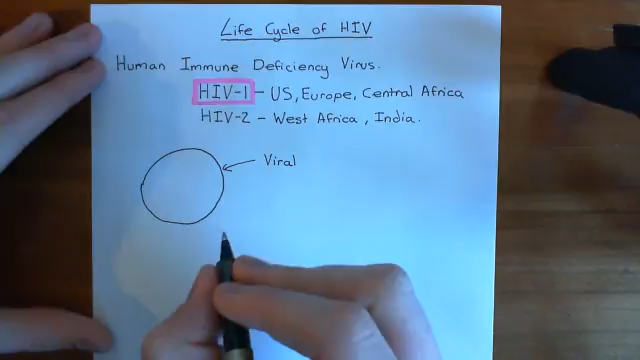 Life Cycle of HIV
Human Immune Deficiency Virus.
HIV-1 - US, Europe, Central Africa
HIV-2 - West Africa, India.
Viral